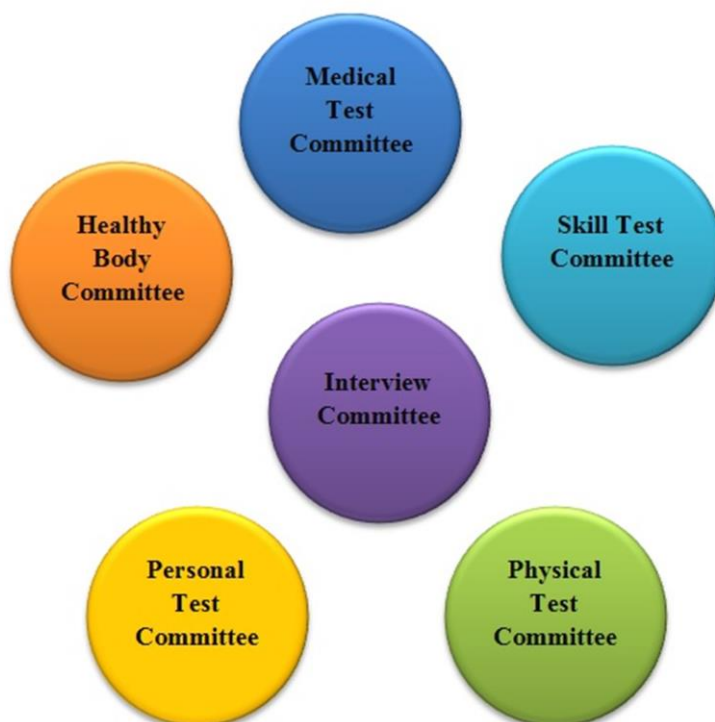 Medical
Test
Committee
Healthy
Body
Committee
Skill Test
Committee
Interview
Committee
Personal
Test
Committee
Physical
Test
Committee